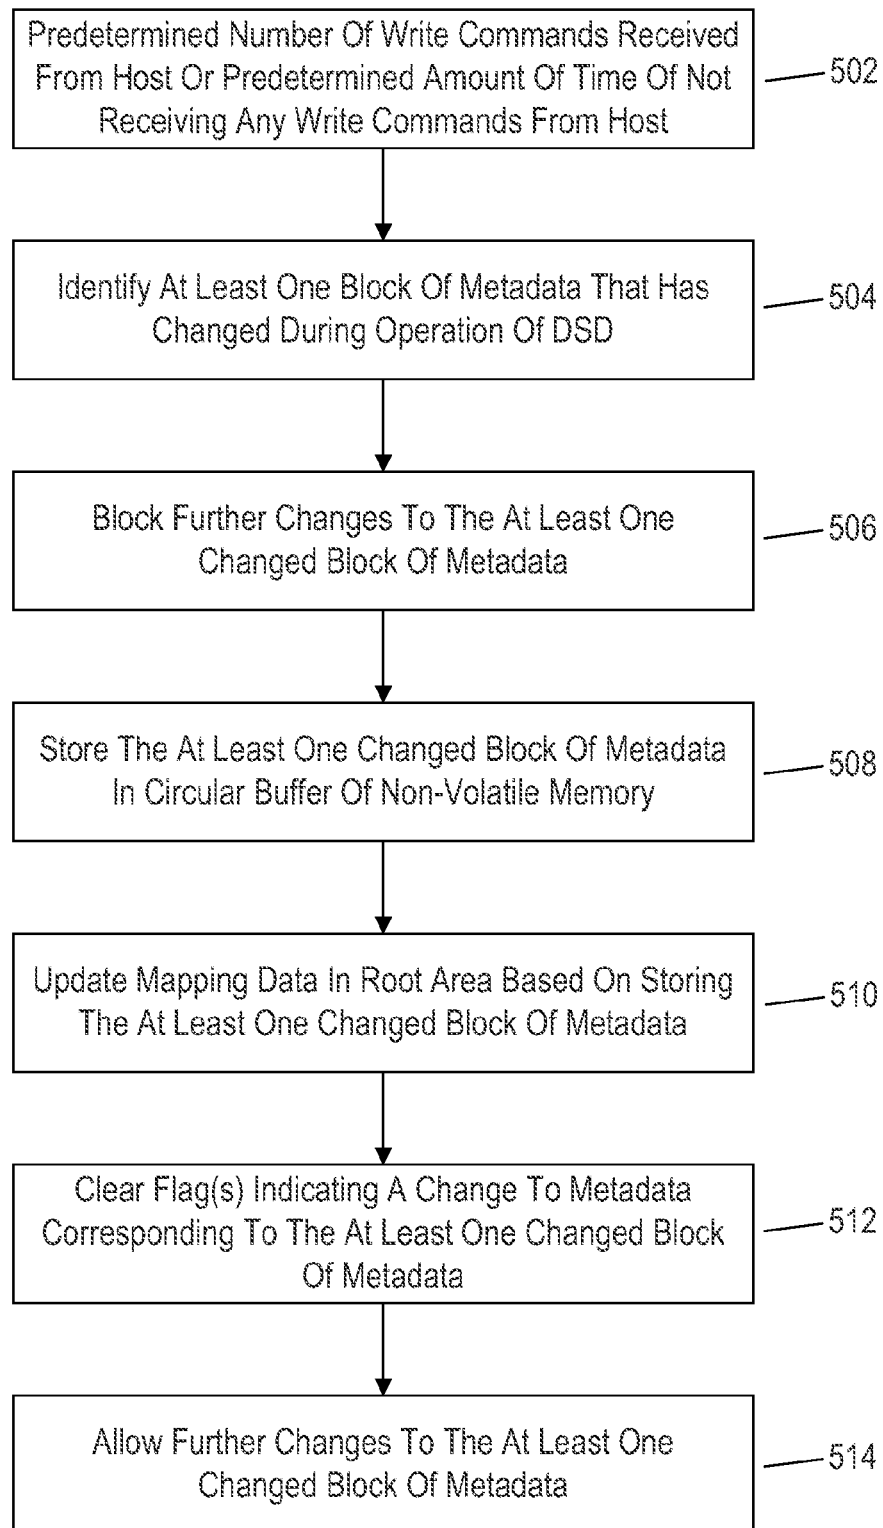 Predetermined Number Of Write Commands Received
From Host Or Predetermined Amount Of Time Of Not
Receiving Any Write Commands From Host
502
Identify At Least One Block Of Metadata That Has
Changed During Operation Of DSD
504
Block Further Changes To The At Least One
Changed Block Of Metadata
506
Store The At Least One Changed Block Of Metadata
In Circular Buffer Of Non-Volatile Memory
508
Update Mapping Data In Root Area Based On Storing
The At Least One Changed Block Of Metadata
510
Clear Flag(s) Indicating A Change To Metadata
Corresponding To The At Least One Changed Block
Of Metadata
512
Allow Further Changes To The At Least One
Changed Block Of Metadata
514